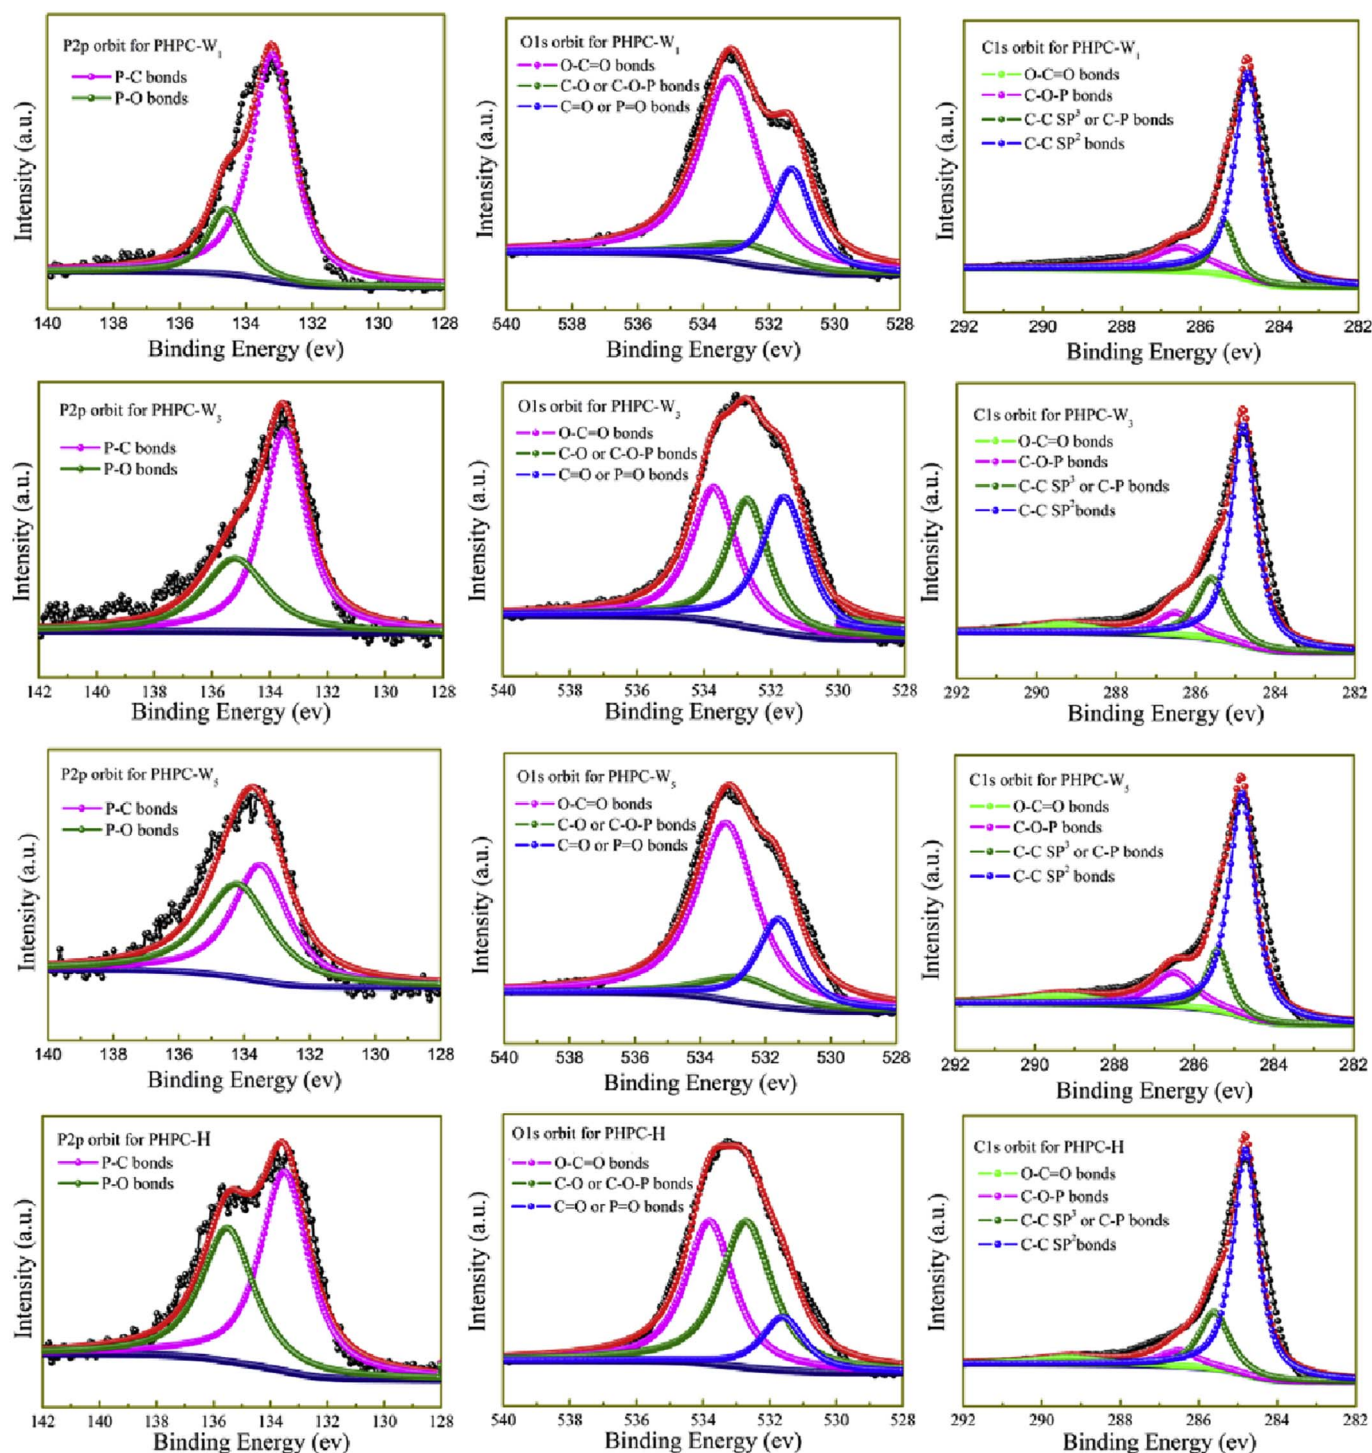 P2p orbit for PHPC-W₁
P-C bonds
P-O bonds
Intensity (a.u.)
140 138 136 134 132 130 128
Binding Energy (ev)
O1s orbit for PHPC-W₁
O-C=O bonds
C-O or C-O-P bonds
C=O or P=O bonds
Intensity (a.u.)
540 538 536 534 532 530 528
Binding Energy (ev)
C1s orbit for PHPC-W₁
O-C=O bonds
C-O-P bonds
C-C SP³ or C-P bonds
C-C SP² bonds
Intensity (a.u.)
292 290 288 286 284 282
Binding Energy (ev)
P2p orbit for PHPC-W₃
P-C bonds
P-O bonds
Intensity (a.u.)
142 140 138 136 134 132 130 128
Binding Energy (ev)
O1s orbit for PHPC-W₃
O-C=O bonds
C-O or C-O-P bonds
C=O or P=O bonds
Intensity (a.u.)
540 538 536 534 532 530 528
Binding Energy (ev)
C1s orbit for PHPC-W₃
O-C=O bonds
C-O-P bonds
C-C SP³ or C-P bonds
C-C SP²bonds
Intensity (a.u.)
292 290 288 286 284 282
Binding Energy (ev)
P2p orbit for PHPC-W₅
P-C bonds
P-O bonds
Intensity (a.u.)
140 138 136 134 132 130 128
Binding Energy (ev)
O1s orbit for PHPC-W₅
O-C=O bonds
C-O or C-O-P bonds
C=O or P=O bonds
Intensity (a.u.)
540 538 536 534 532 530 528
Binding Energy (ev)
C1s orbit for PHPC-W₅
O-C=O bonds
C-O-P bonds
C-C SP³ or C-P bonds
C-C SP² bonds
Intensity (a.u.)
292 290 288 286 284 282
Binding Energy (ev)
P2p orbit for PHPC-H
P-C bonds
P-O bonds
Intensity (a.u.)
142 140 138 136 134 132 130 128
Binding Energy (ev)
O1s orbit for PHPC-H
O-C=O bonds
C-O or C-O-P bonds
C=O or P=O bonds
Intensity (a.u.)
540 538 536 534 532 530 528
Binding Energy (ev)
C1s orbit for PHPC-H
O-C=O bonds
C-O-P bonds
C-C SP³ or C-P bonds
C-C SP²bonds
Intensity (a.u.)
292 290 288 286 284 282
Binding Energy (ev)